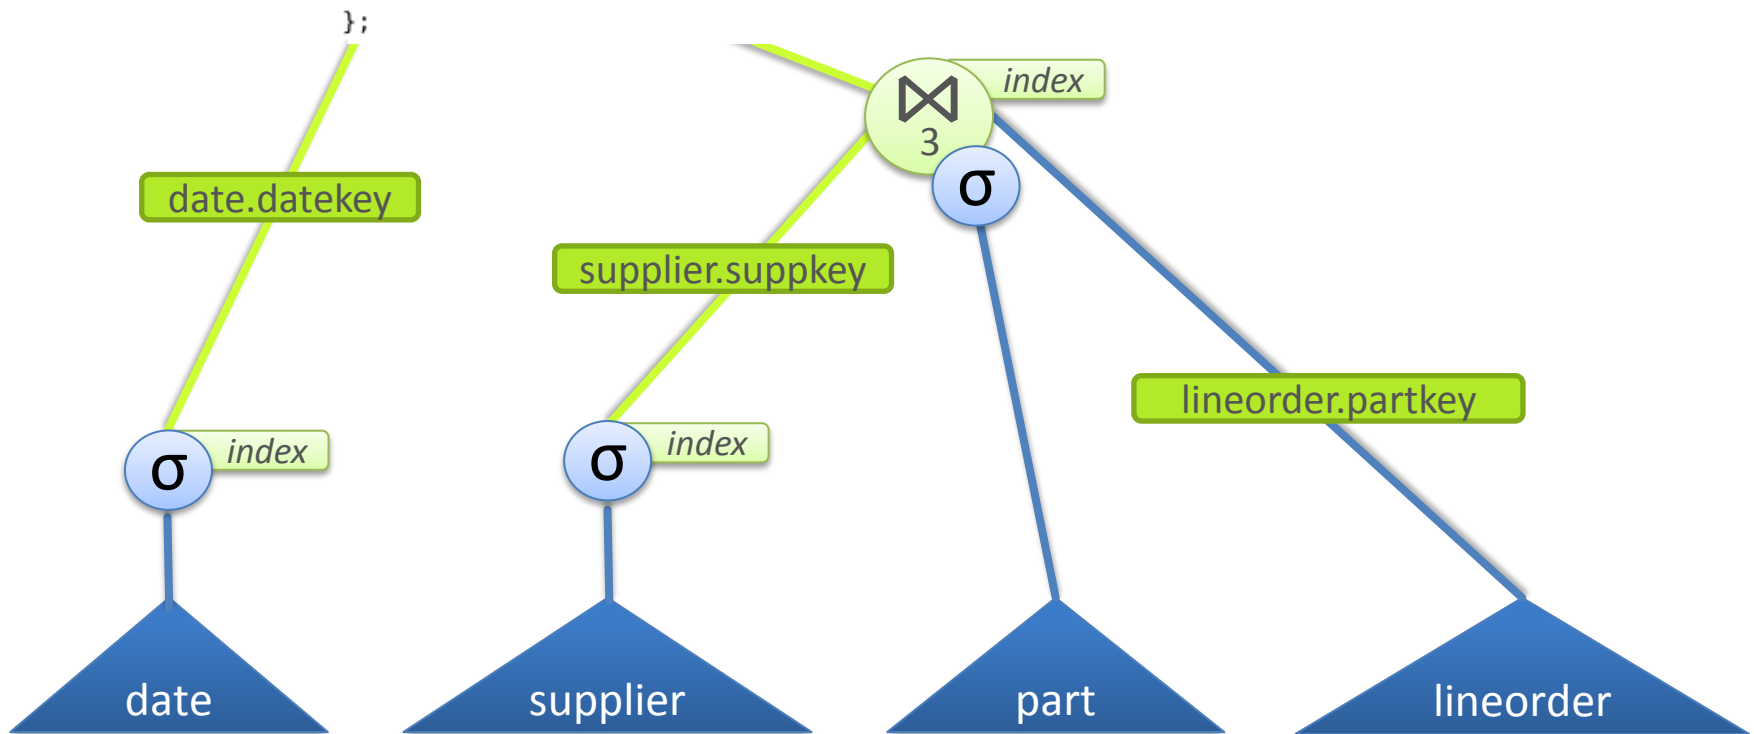 };
index
⋈
3
σ
date.datekey
supplier.suppkey
lineorder.partkey
σ
index
σ
index
date
supplier
part
lineorder